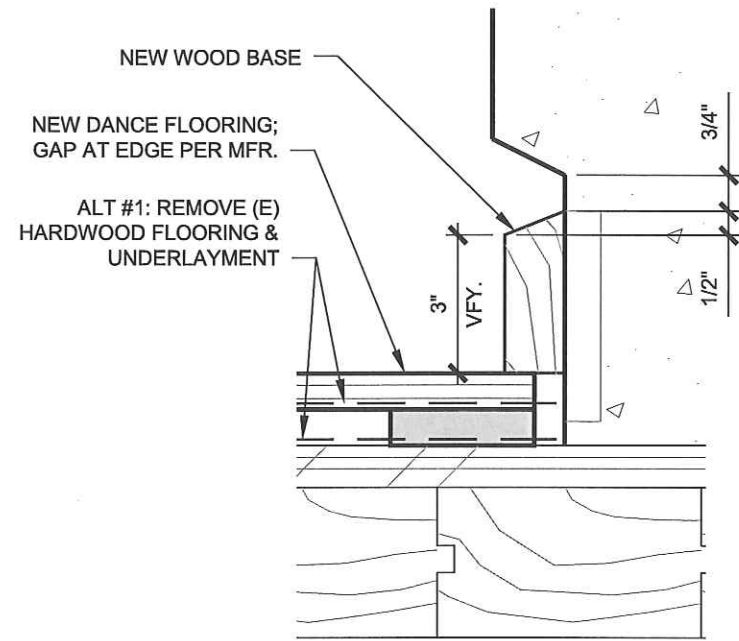 NEW WOOD BASE
NEW DANCE FLOORING;
GAP AT EDGE PER MFR.
ALT #1: REMOVE (E)
HARDWOOD FLOORING &
UNDERLAYMENT
3"
VFY.
3/4"
1/2"